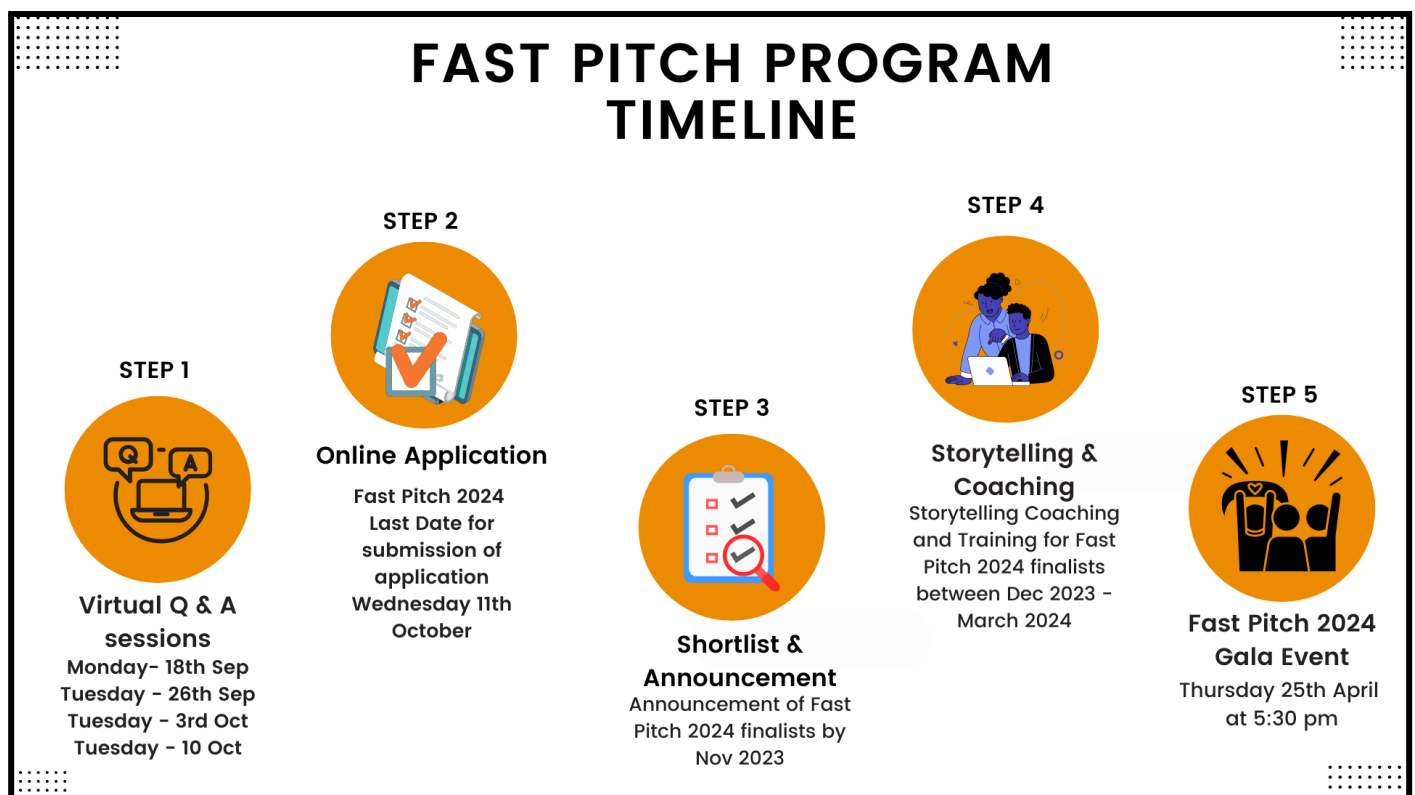 FAST PITCH PROGRAM
TIMELINE
STEP 1
Q - A
Virtual Q & A
sessions
Monday- 18th Sep
Tuesday - 26th Sep
Tuesday - 3rd Oct
Tuesday - 10 Oct
STEP 2
Online Application
Fast Pitch 2024
Last Date for
submission of
application
Wednesday 11th
October
STEP 3
Shortlist &
Announcement
Announcement of Fast
Pitch 2024 finalists by
Nov 2023
STEP 4
Storytelling &
Coaching
Storytelling Coaching
and Training for Fast
Pitch 2024 finalists
between Dec 2023 -
March 2024
STEP 5
Fast Pitch 2024
Gala Event
Thursday 25th April
at 5:30 pm